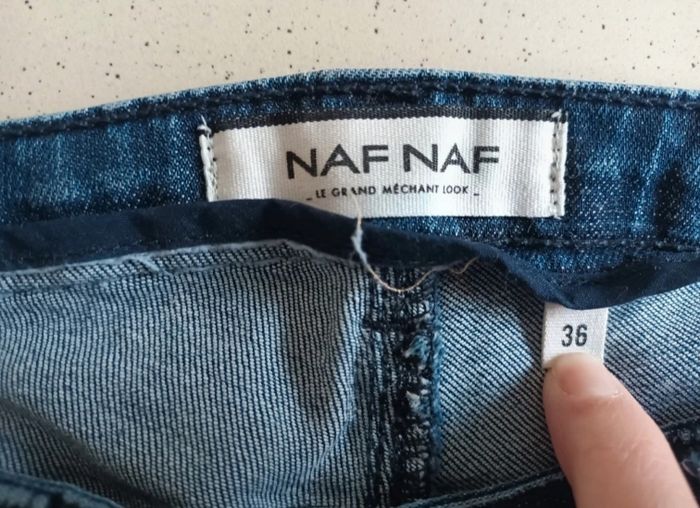 NAF NAF
_ LE GRAND MÉCHANT LOOK _
36